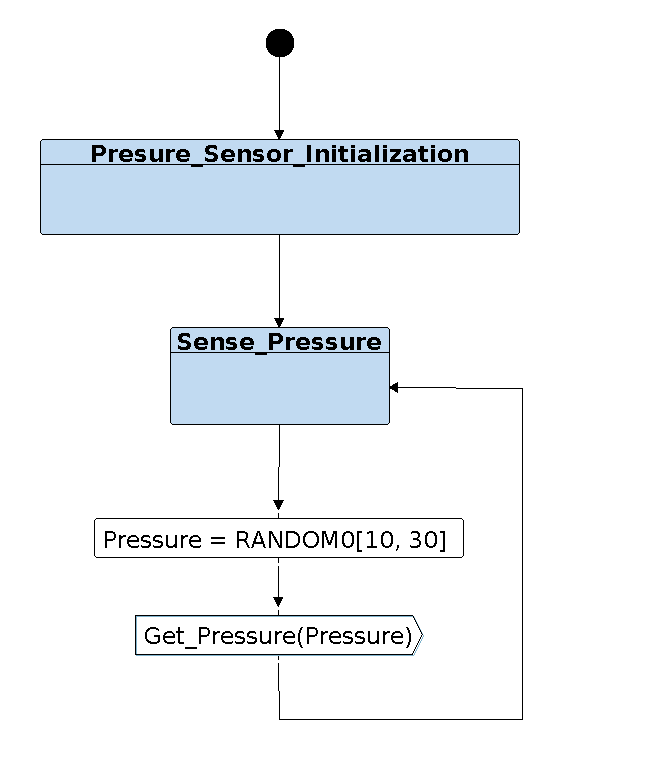 Presure_Sensor_Initialization
Sense_Pressure
Pressure = RANDOM0[10, 30]
Get_Pressure(Pressure)